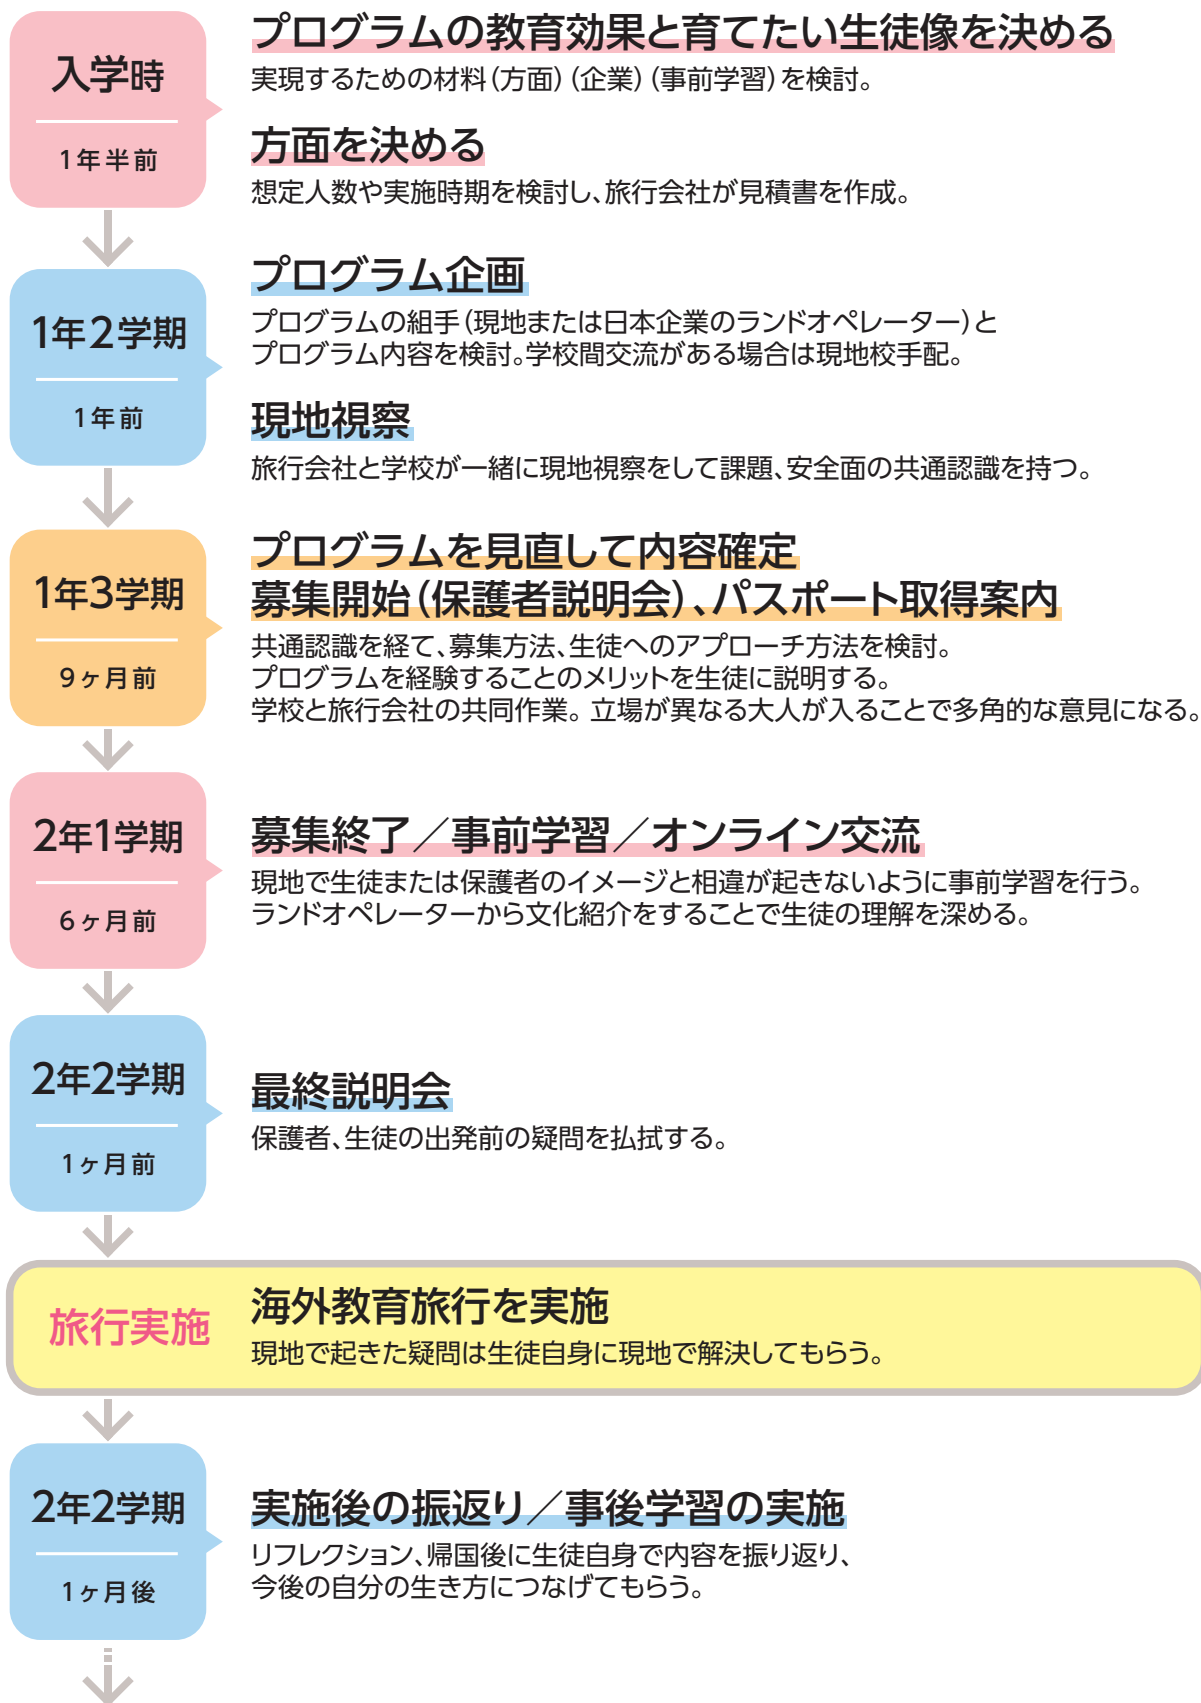 入学時
1年半前
プログラムの教育効果と育てたい生徒像を決める
実現するための材料(方面)(企業)(事前学習)を検討。
方面を決める
想定人数や実施時期を検討し、旅行会社が見積書を作成。
1年2学期
1年前
プログラム企画
プログラムの組手(現地または日本企業のランドオペレーター)と
プログラム内容を検討。学校間交流がある場合は現地校手配。
現地視察
旅行会社と学校が一緒に現地視察をして課題、安全面の共通認識を持つ。
1年3学期
9ヶ月前
プログラムを見直して内容確定
募集開始(保護者説明会)、パスポート取得案内
共通認識を経て、募集方法、生徒へのアプローチ方法を検討。
プログラムを経験することのメリットを生徒に説明する。
学校と旅行会社の共同作業。立場が異なる大人が入ることで多角的な意見になる。
2年1学期
6ヶ月前
募集終了/事前学習/オンライン交流
現地で生徒または保護者のイメージと相違が起きないように事前学習を行う。
ランドオペレーターから文化紹介をすることで生徒の理解を深める。
2年2学期
1ヶ月前
最終説明会
保護者、生徒の出発前の疑問を払拭する。
旅行実施
海外教育旅行を実施
現地で起きた疑問は生徒自身に現地で解決してもらう。
2年2学期
1ヶ月後
実施後の振返り/事後学習の実施
リフレクション、帰国後に生徒自身で内容を振り返り、
今後の自分の生き方につなげてもらう。